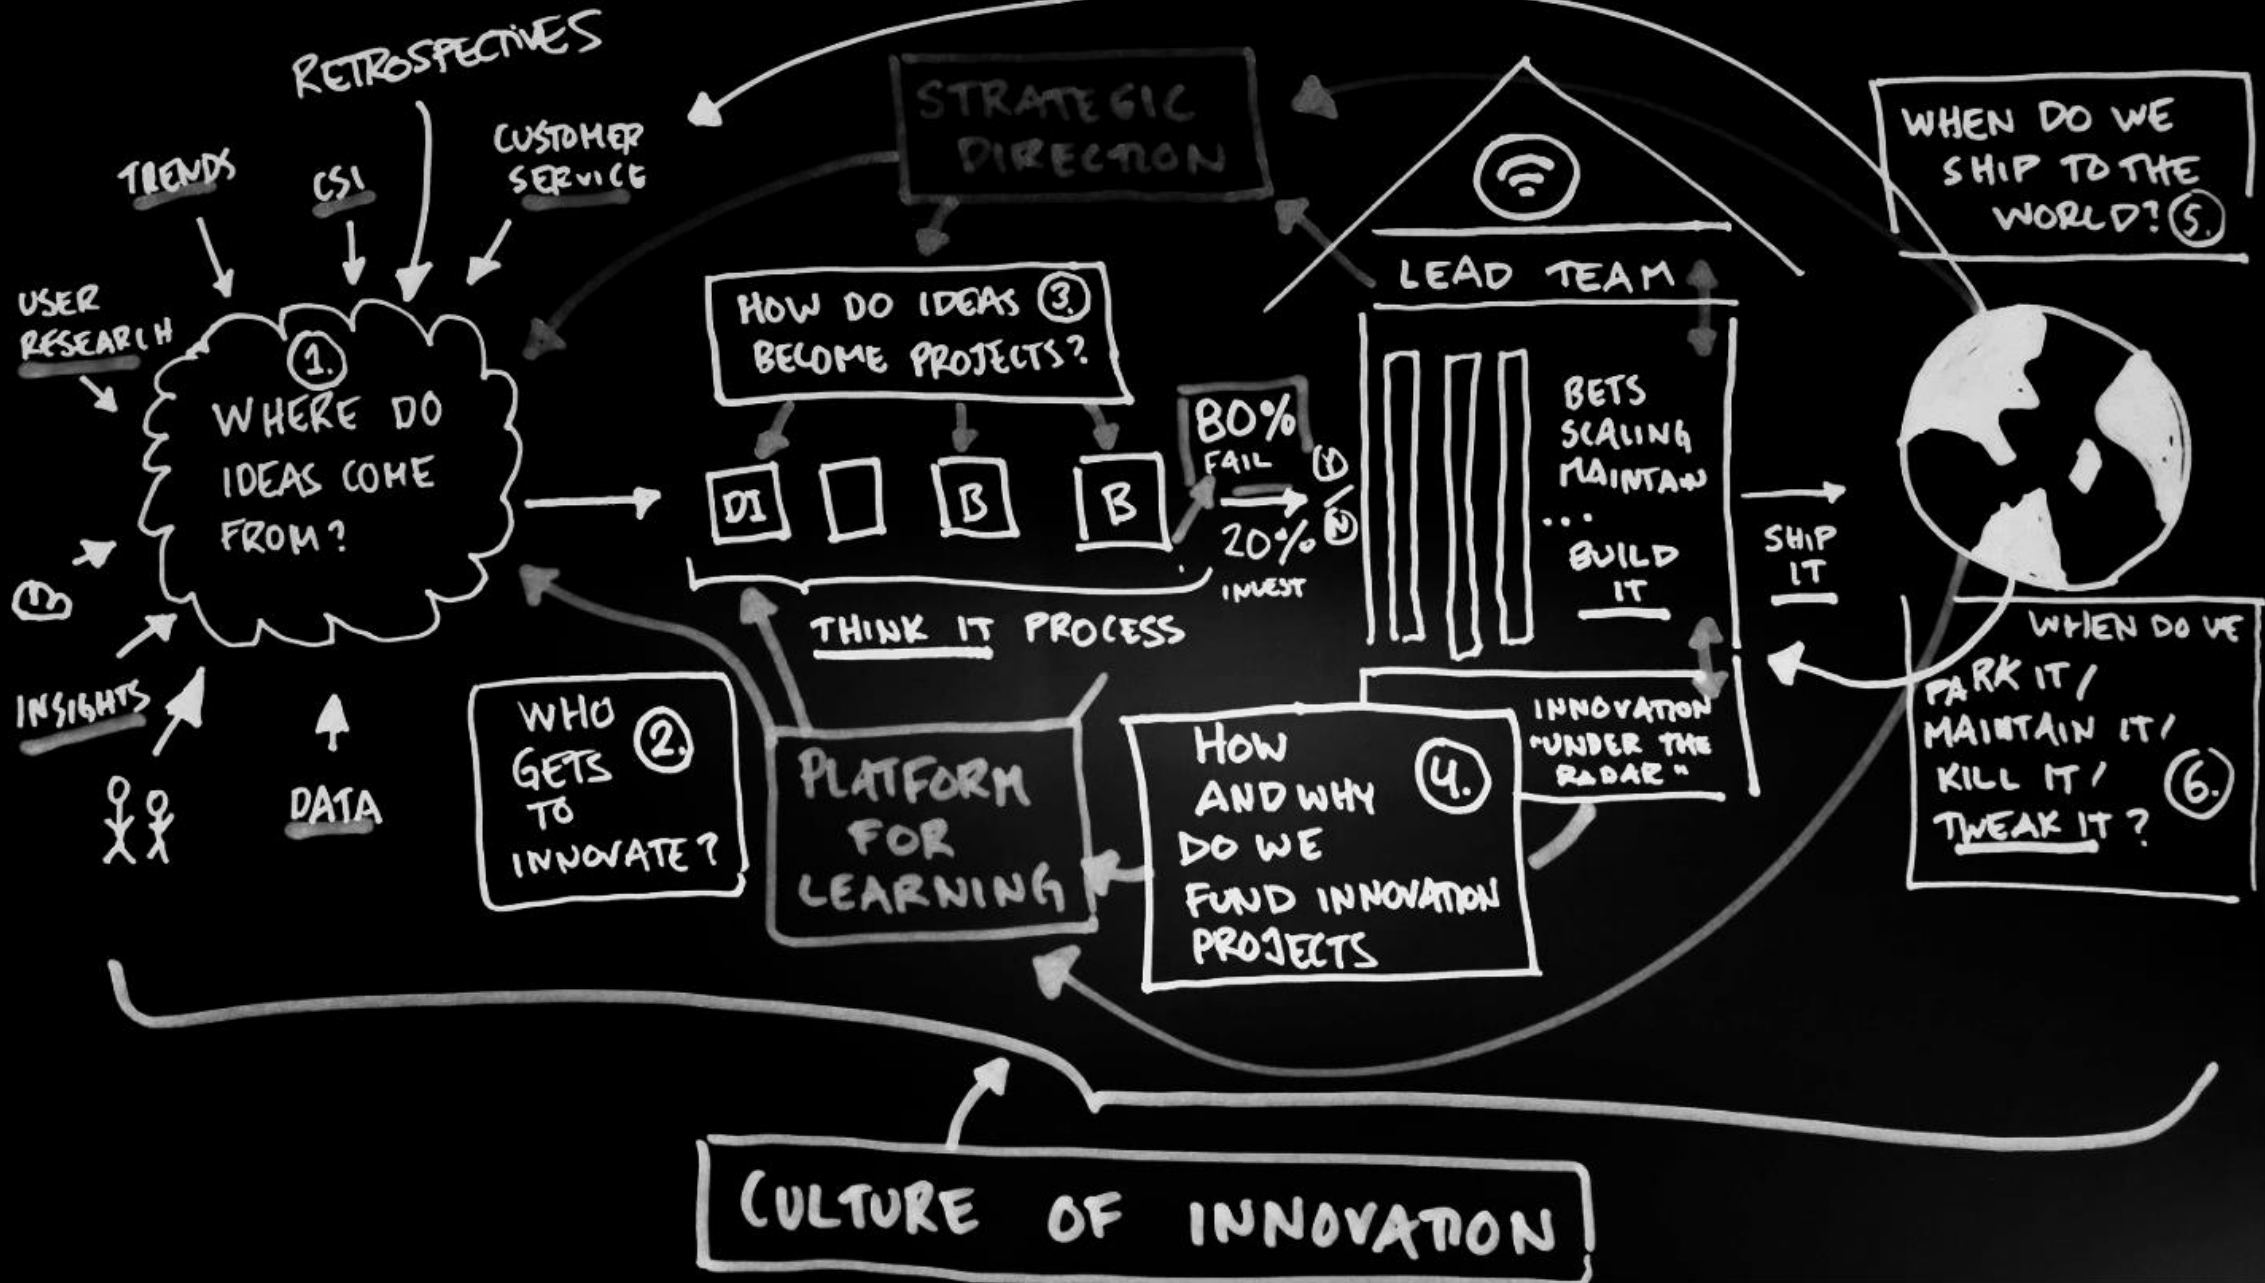 RETROSPECTIVES
TRENDS
CSI
CUSTOMER
SERVICE
USER
RESEARCH
1.
WHERE DO
IDEAS COME
FROM?
INSIGHTS
DATA
STRATEGIC
DIRECTION
HOW DO IDEAS 3.
BECOME PROJECTS?
DI
B
B
80%
FAIL
Y
/
N
20%
INVEST
THINK IT PROCESS
WHO
GETS 2.
TO
INNOVATE?
PLATFORM
FOR
LEARNING
LEAD TEAM
BETS
SCALING
MAINTAIN
...
BUILD
IT
INNOVATION
"UNDER THE
RADAR"
HOW
AND WHY 4.
DO WE
FUND INNOVATION
PROJECTS
SHIP
IT
WHEN DO WE
SHIP TO THE
WORLD? 5.
WHEN DO WE
PARK IT/
MAINTAIN IT/
KILL IT/ 6.
TWEAK IT?
CULTURE OF INNOVATION